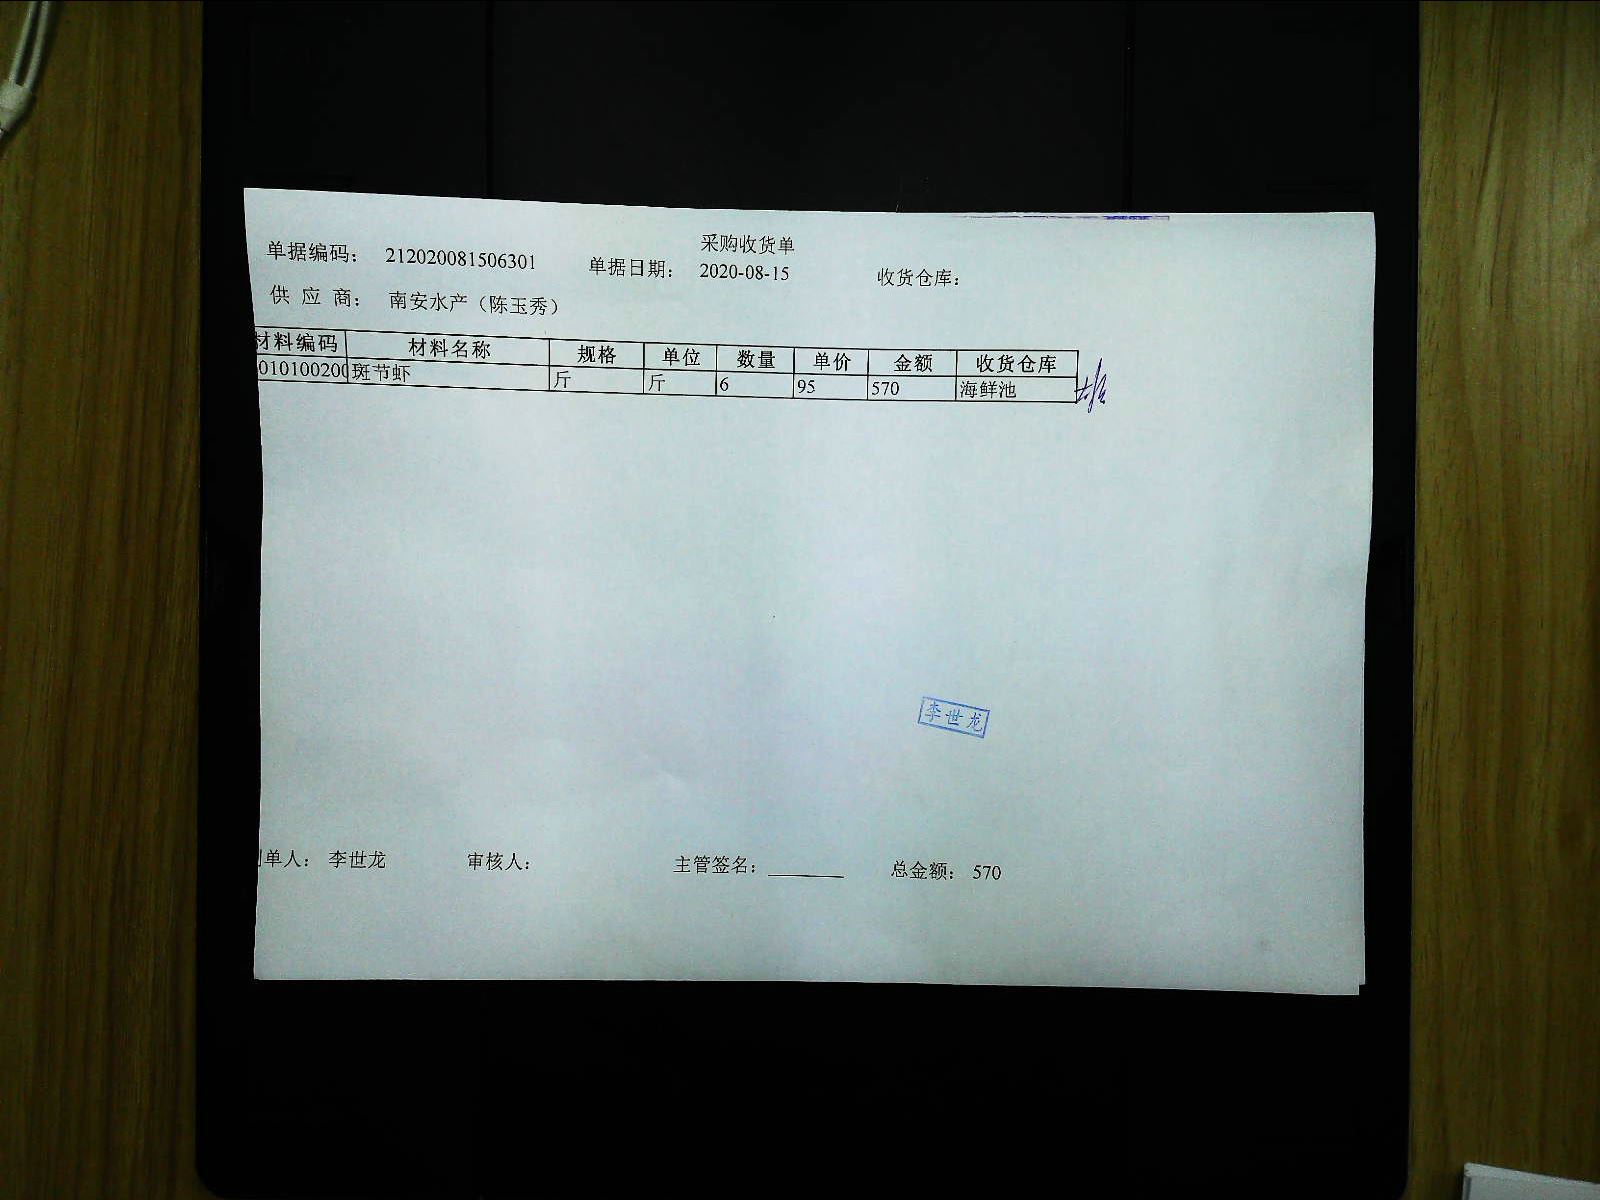 采购收货单
单据编码： 212020081506301 单据日期： 2020-08-15 收货仓库：
供 应 商： 南安水产（陈玉秀）
材料编码 材料名称 规格 单位 数量 单价 金额 收货仓库
010100200 斑节虾 斤 斤 6 95 570 海鲜池
李世龙
单人： 李世龙 审核人： 主管签名： 总金额： 570